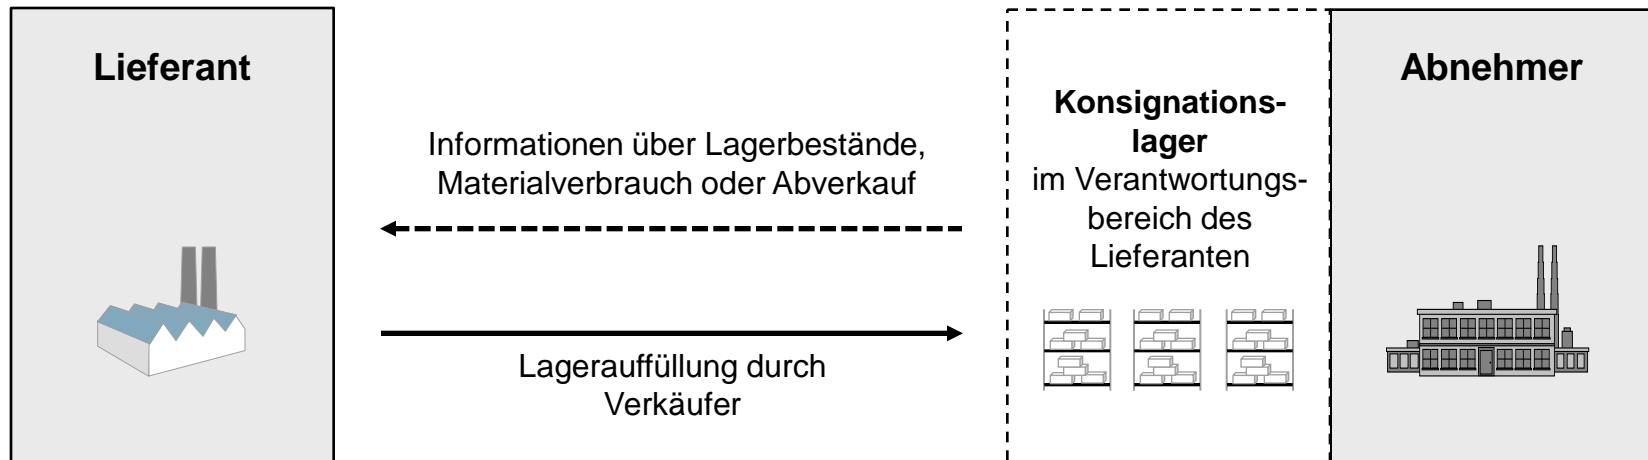 Lieferant
Informationen über Lagerbestände,
Materialverbrauch oder Abverkauf
Lagerauffüllung durch
Verkäufer
Konsignations-
lager
im Verantwortungs-
bereich des
Lieferanten
Abnehmer